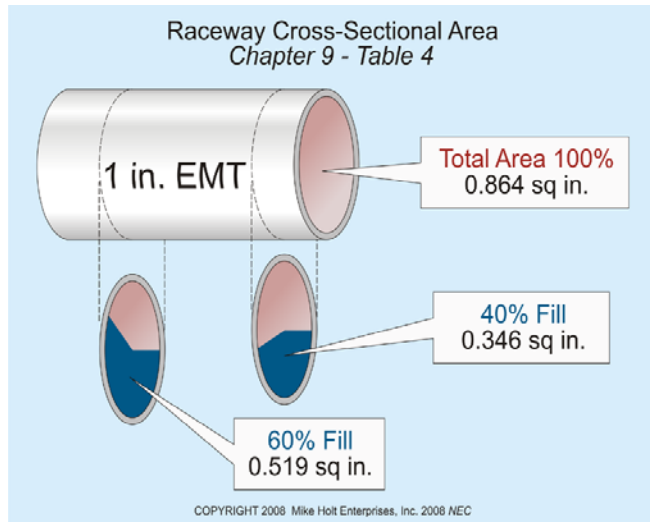 Raceway Cross-Sectional Area
Chapter 9 - Table 4
1 in. EMT
Total Area 100%
0.864 sq in.
40% Fill
0.346 sq in.
60% Fill
0.519 sq in.
COPYRIGHT 2008 Mike Holt Enterprises, Inc. 2008 NEC